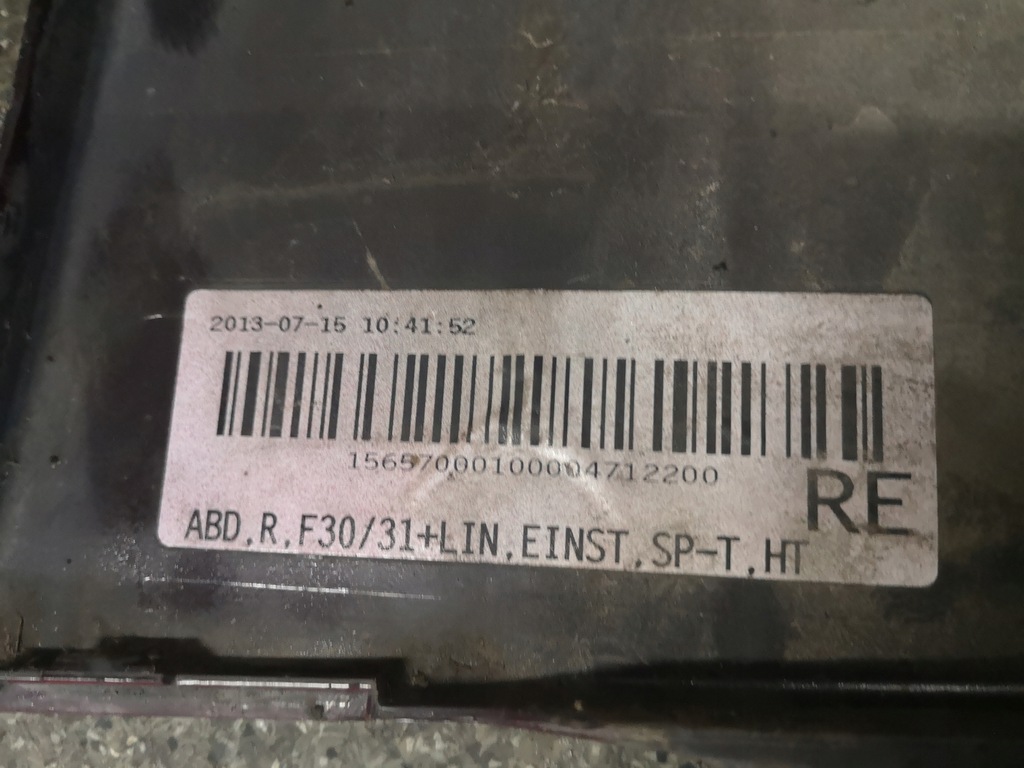 2013-07-15 10:41:52
15657000100004712200
RE
ABD.R.F30/31+LIN.EINST.SP-T.HT